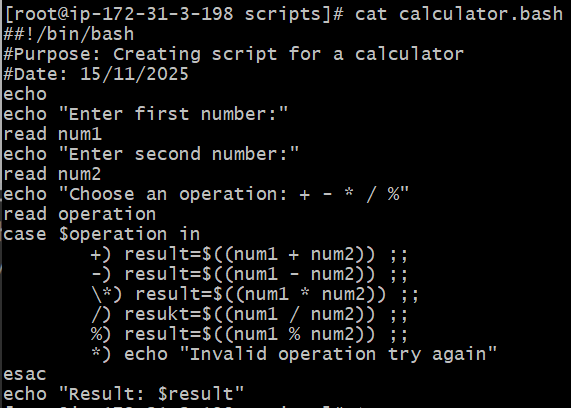 [root@ip-172-31-3-198 scripts]# cat calculator.bash
##!/bin/bash
#Purpose: Creating script for a calculator
#Date: 15/11/2025
echo
echo "Enter first number:"
read num1
echo "Enter second number:"
read num2
echo "Choose an operation: + - * / %"
read operation
case $operation in
        +) result=$((num1 + num2)) ;;
        -) result=$((num1 - num2)) ;;
        \*) result=$((num1 * num2)) ;;
        /) resukt=$((num1 / num2)) ;;
        %) result=$((num1 % num2)) ;;
        *) echo "Invalid operation try again"
esac
echo "Result: $result"